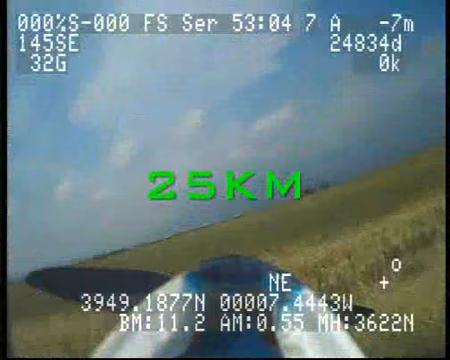 000%S-000 FS Ser 53:04 7 A -7m
145SE 24834d
32G 0k
25KM
NE
3949.1877N 00007.4443W
BM:11.2 AM:0.55 MH:3622N